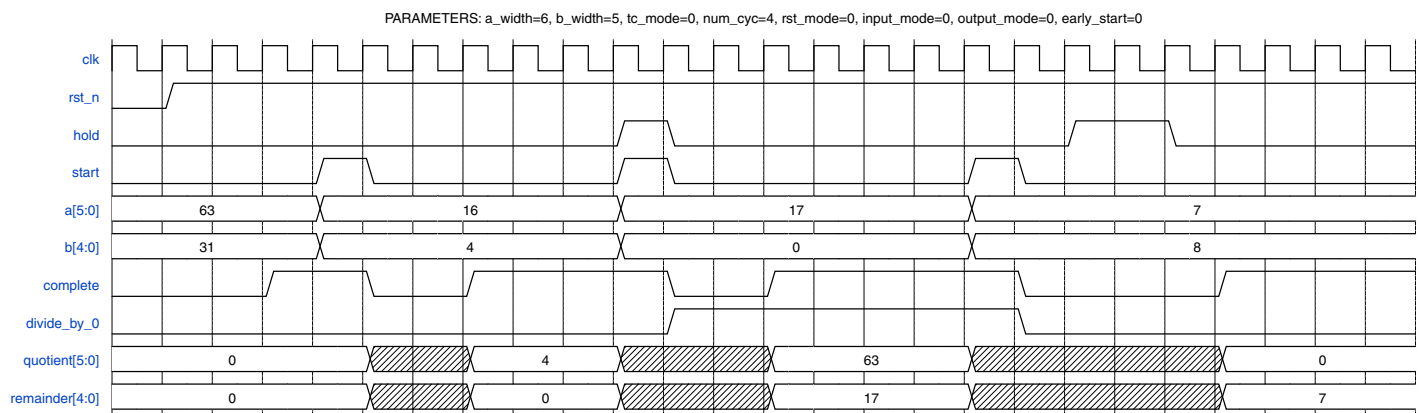 PARAMETERS: a_width=6, b_width=5, tc_mode=0, num_cyc=4, rst_mode=0, input_mode=0, output_mode=0, early_start=0
clk
rst_n
hold
start
a[5:0] 63 16 17 7
b[4:0] 31 4 0 8
complete
divide_by_0
quotient[5:0] 0 4 63 0
remainder[4:0] 0 0 17 7